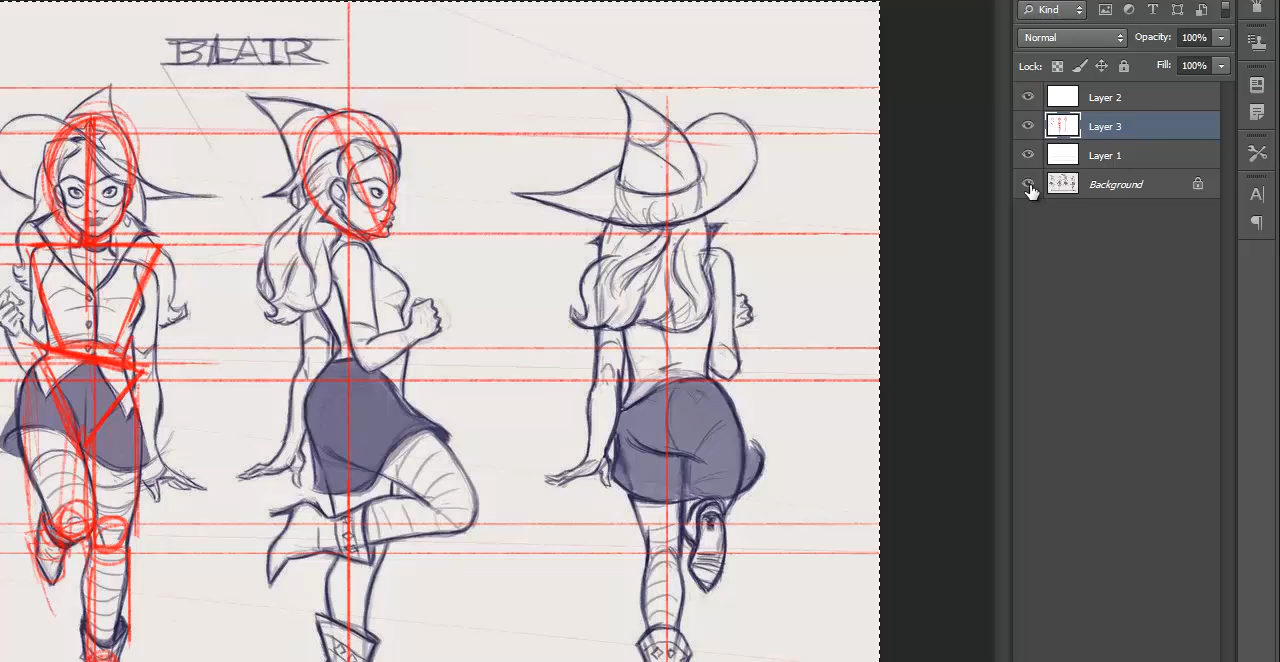 BLAIR
Kind
Normal
Opacity: 100%
Lock:
Fill: 100%
Layer 2
Layer 3
Layer 1
Background